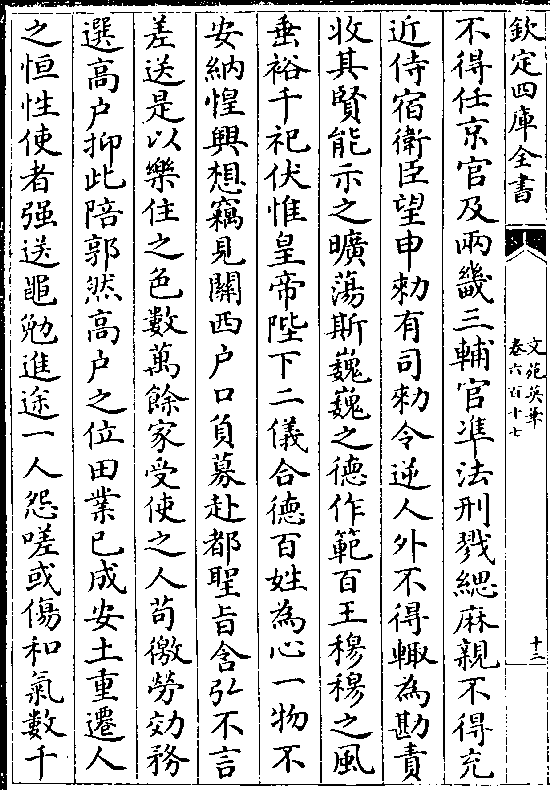 欽定四庫全書
文苑英華
卷六百十七
十三
不得任京官及兩畿三輔官準法刑戮緦麻親不得充
近侍宿衛臣望申勑有司勑令逆人外不得輙為勘責
收其賢能示之曠蕩斯巍巍之德作範百王穆穆之風
垂裕千祀伏惟皇帝陛下二儀合德百姓為心一物不
安納惶興想竊見關西户口負募赴都聖旨含弘不言
差送是以樂住之色數萬餘家受使之人苟徼勞効務
選高户抑此陪郭然高户之位田業已成安土重遷人
之恒性使者强送黽勉進途一人怨嗟或傷和氣數千